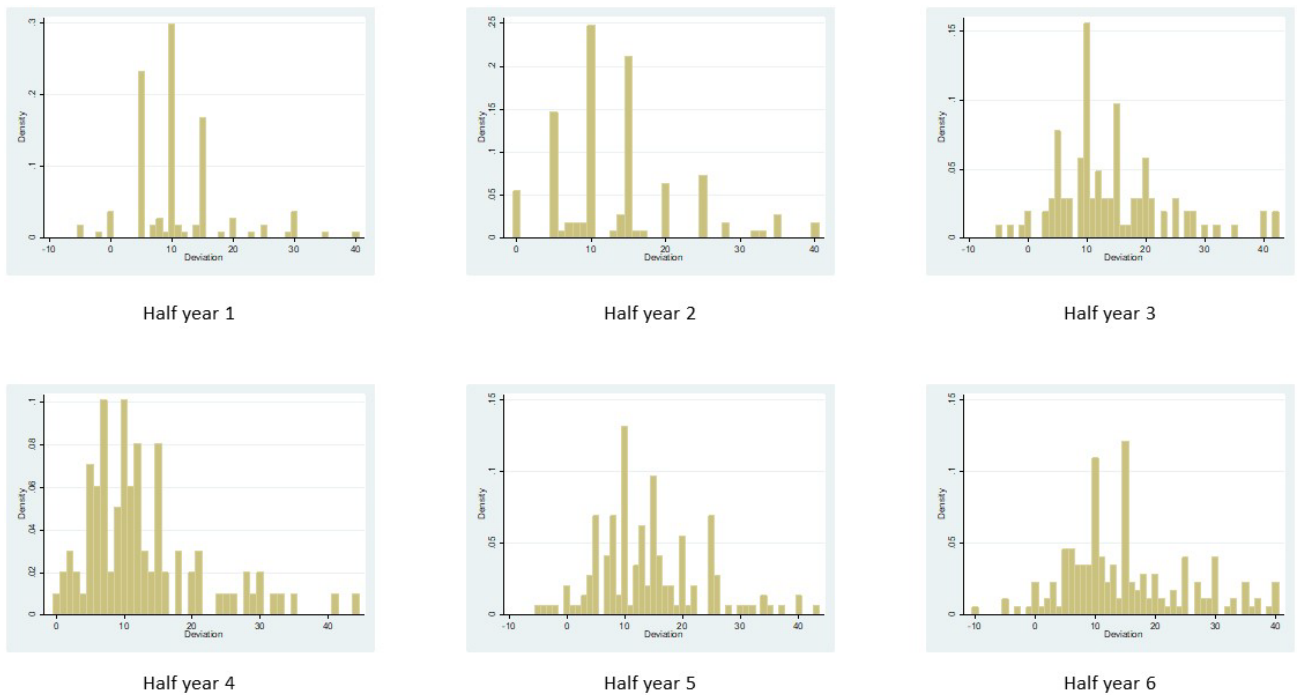 Density
0 .1 .2 .3
-10 0 10 20 30 40
Deviation
Half year 1
Density
0 .05 .1 .15 .2 .25
0 10 20 30 40
Deviation
Half year 2
Density
0 .05 .1 .15
-10 0 10 20 30 40
Deviation
Half year 3
Density
0 .02 .04 .06 .08 .1
0 10 20 30 40
Deviation
Half year 4
Density
0 .05 .1 .15
-10 0 10 20 30 40
Deviation
Half year 5
Density
0 .05 .1 .15
-10 0 10 20 30 40
Deviation
Half year 6